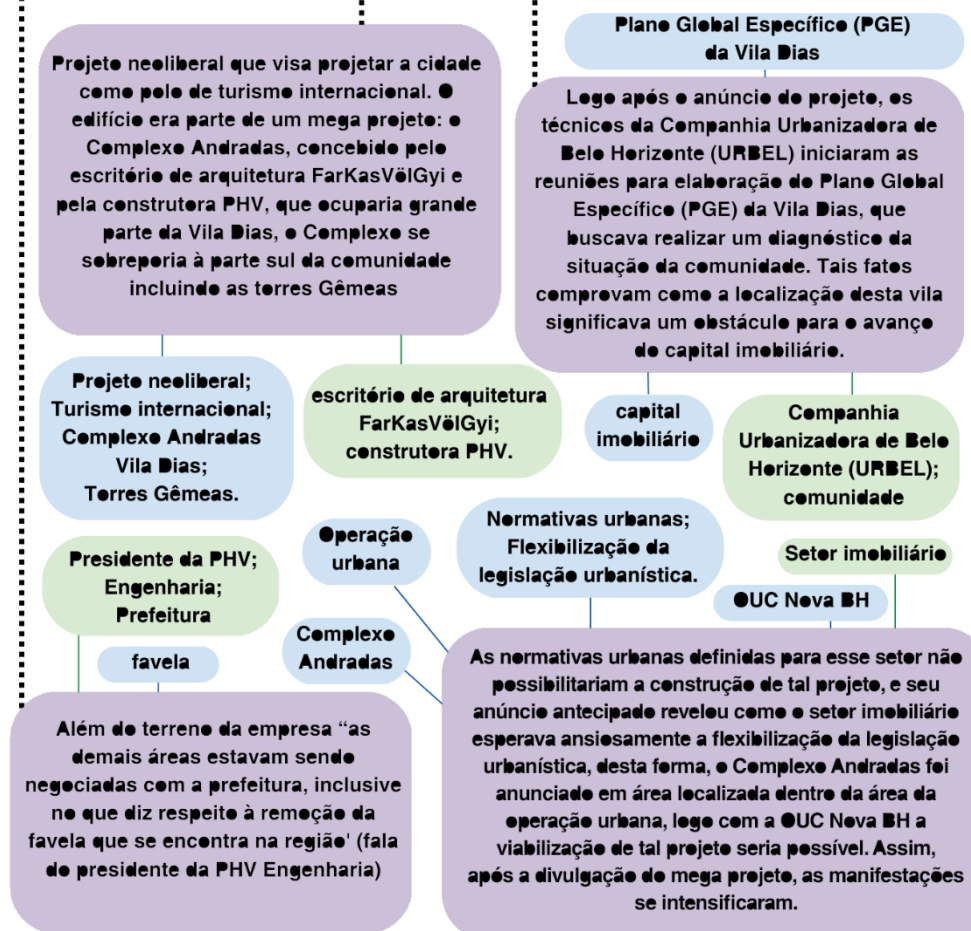 Projeto neoliberal que visa projetar a cidade
como polo de turismo internacional. O
edifício era parte de um mega projeto: o
Complexo Andradas, concebido pelo
escritório de arquitetura FarKasVölGyi e
pela construtora PHV, que ocuparia grande
parte da Vila Dias, o Complexo se
sobreporia à parte sul da comunidade
incluindo as torres Gêmeas
Plano Global Específico (PGE)
da Vila Dias
Logo após o anúncio do projeto, os
técnicos da Companhia Urbanizadora de
Belo Horizonte (URBEL) iniciaram as
reuniões para elaboração do Plano Global
Específico (PGE) da Vila Dias, que
buscava realizar um diagnóstico da
situação da comunidade. Tais fatos
comprovam como a localização desta vila
significava um obstáculo para o avanço
do capital imobiliário.
Projeto neoliberal;
Turismo internacional;
Complexo Andradas
Vila Dias;
Torres Gêmeas.
escritório de arquitetura
FarKasVölGyi;
construtora PHV.
capital
imobiliário
Companhia
Urbanizadora de Belo
Horizonte (URBEL);
comunidade
Presidente da PHV;
Engenharia;
Prefeitura
favela
Operação
urbana
Complexo
Andradas
Normativas urbanas;
Flexibilização da
legislação urbanística.
Setor imobiliário
OUC Nova BH
Além do terreno da empresa “as
demais áreas estavam sendo
negociadas com a prefeitura, inclusive
no que diz respeito à remoção da
favela que se encontra na região' (fala
do presidente da PHV Engenharia)
As normativas urbanas definidas para esse setor não
possibilitariam a construção de tal projeto, e seu
anúncio antecipado revelou como o setor imobiliário
esperava ansiosamente a flexibilização da legislação
urbanística, desta forma, o Complexo Andradas foi
anunciado em área localizada dentro da área da
operação urbana, logo com a OUC Nova BH a
viabilização de tal projeto seria possível. Assim,
após a divulgação do mega projeto, as manifestações
se intensificaram.